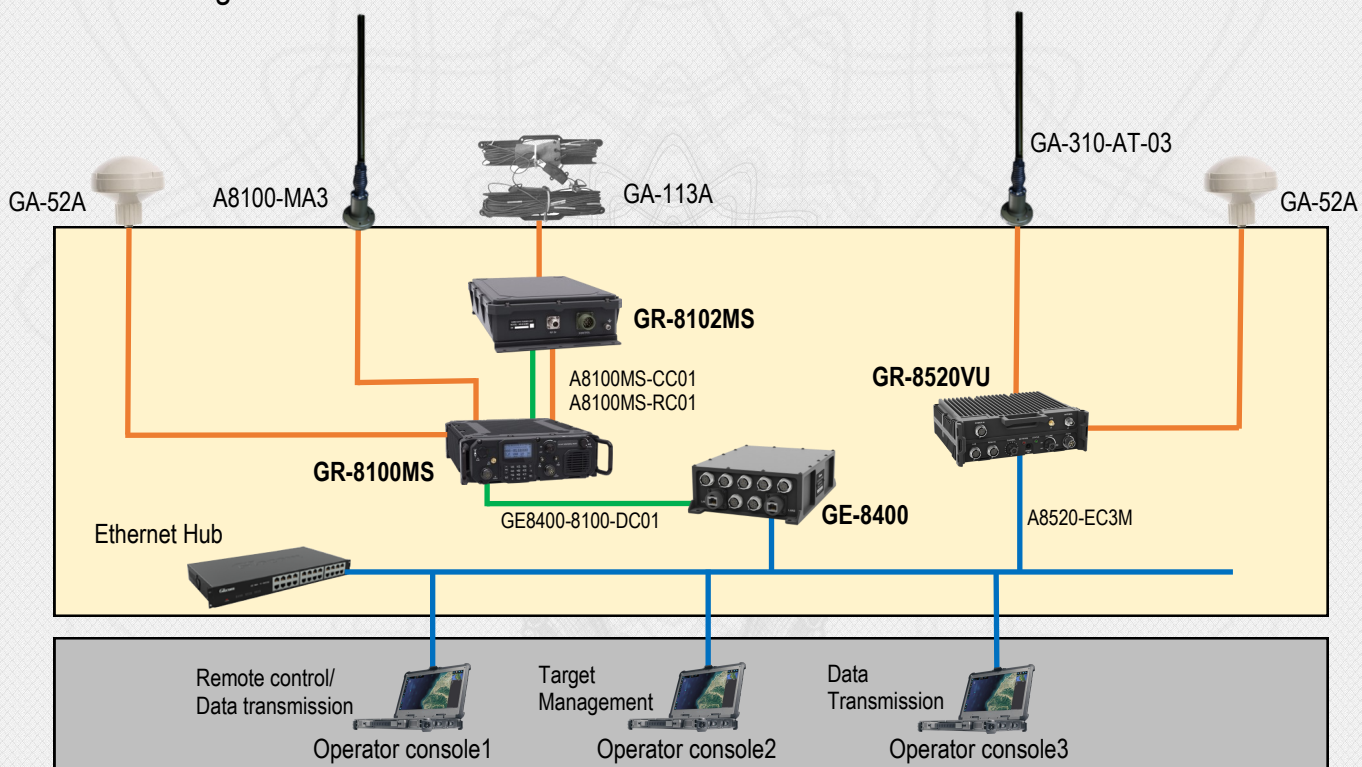 GA-52A
A8100-MA3
GA-113A
GA-310-AT-03
GA-52A
GR-8102MS
A8100MS-CC01
A8100MS-RC01
GR-8520VU
GR-8100MS
GE8400-8100-DC01
GE-8400
A8520-EC3M
Ethernet Hub
Remote control/
Data transmission
Operator console1
Target
Management
Operator console2
Data
Transmission
Operator console3